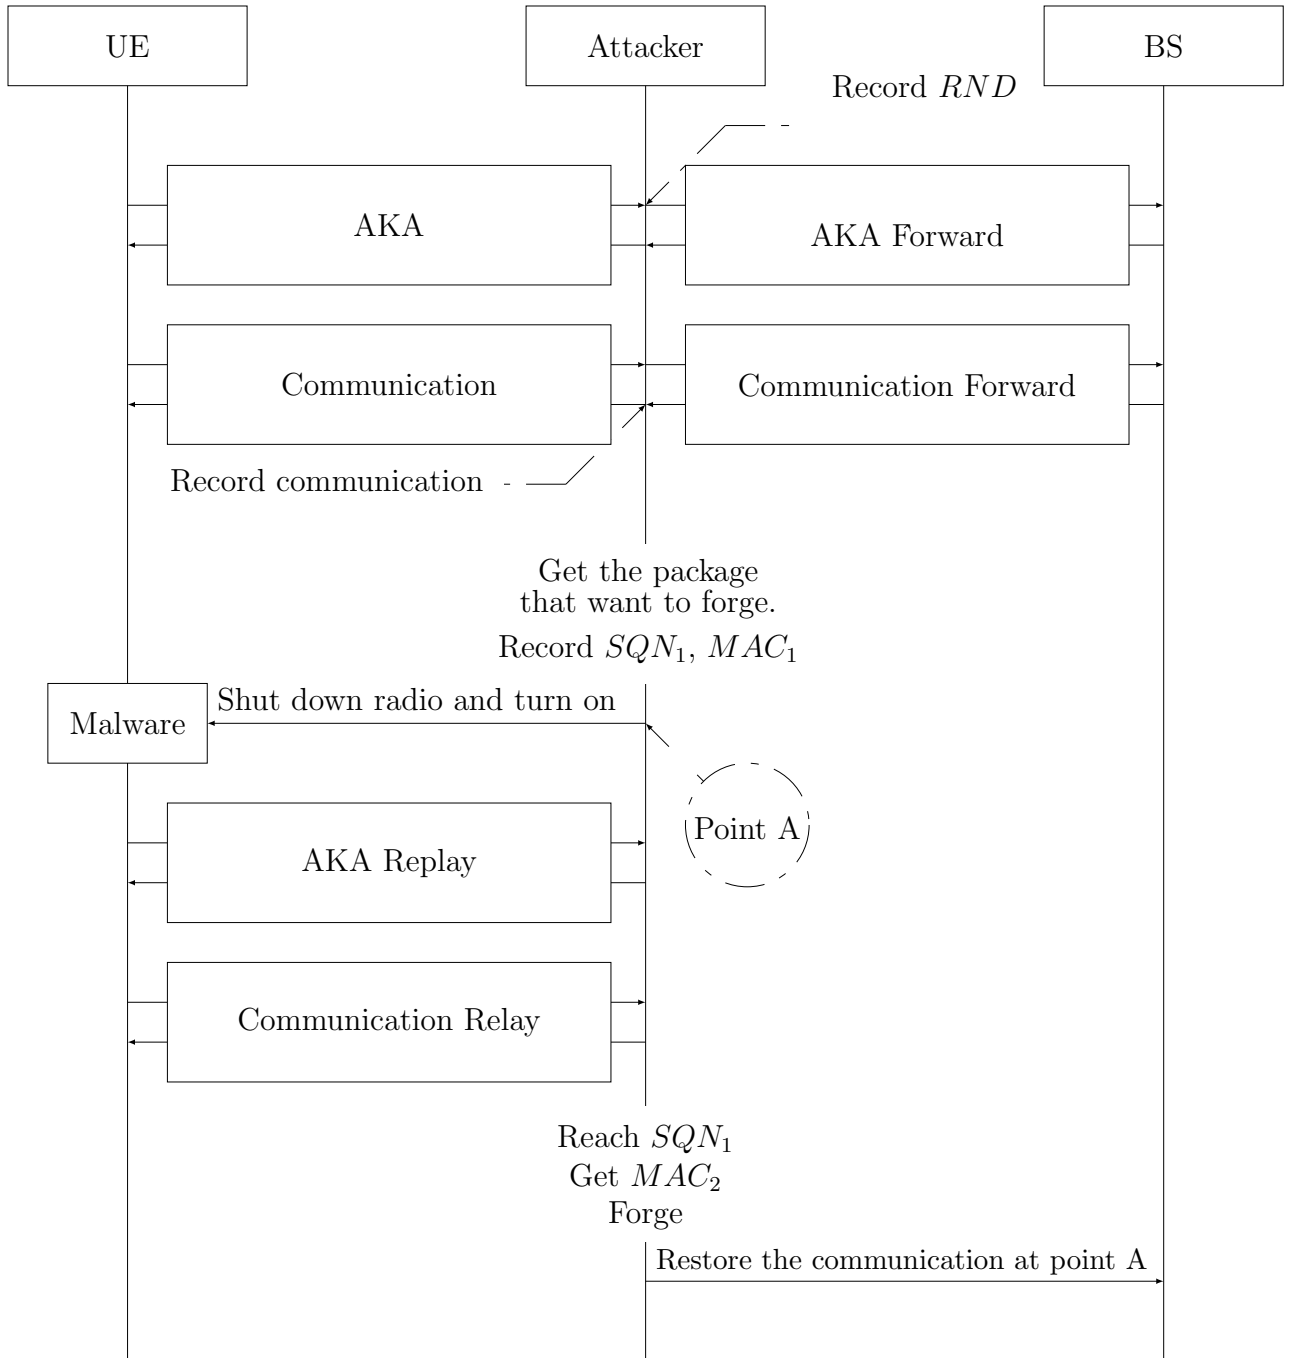 UE
Attacker
BS
Record RND
AKA
AKA Forward
Communication
Communication Forward
Record communication
Get the package
that want to forge.
Record SQN₁, MAC₁
Shut down radio and turn on
Malware
Point A
AKA Replay
Communication Relay
Reach SQN₁
Get MAC₂
Forge
Restore the communication at point A